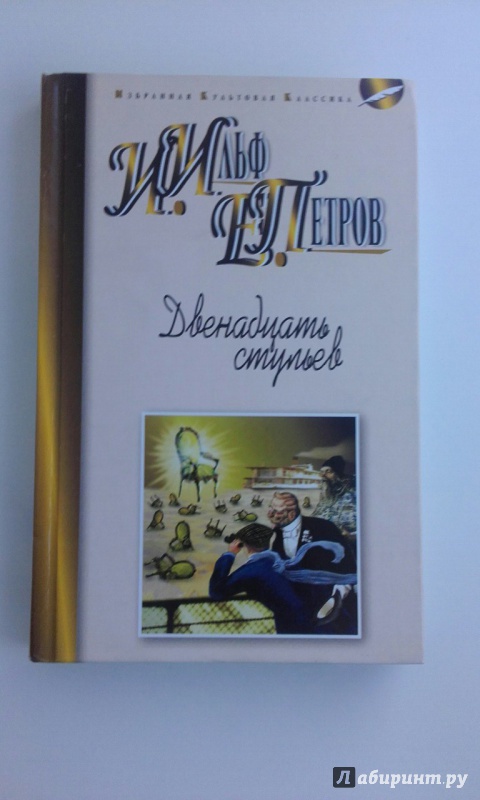 Избранная Культовая Классика
И. Ильф
Е. Петров
Двенадцать
стульев
Лабиринт.ру